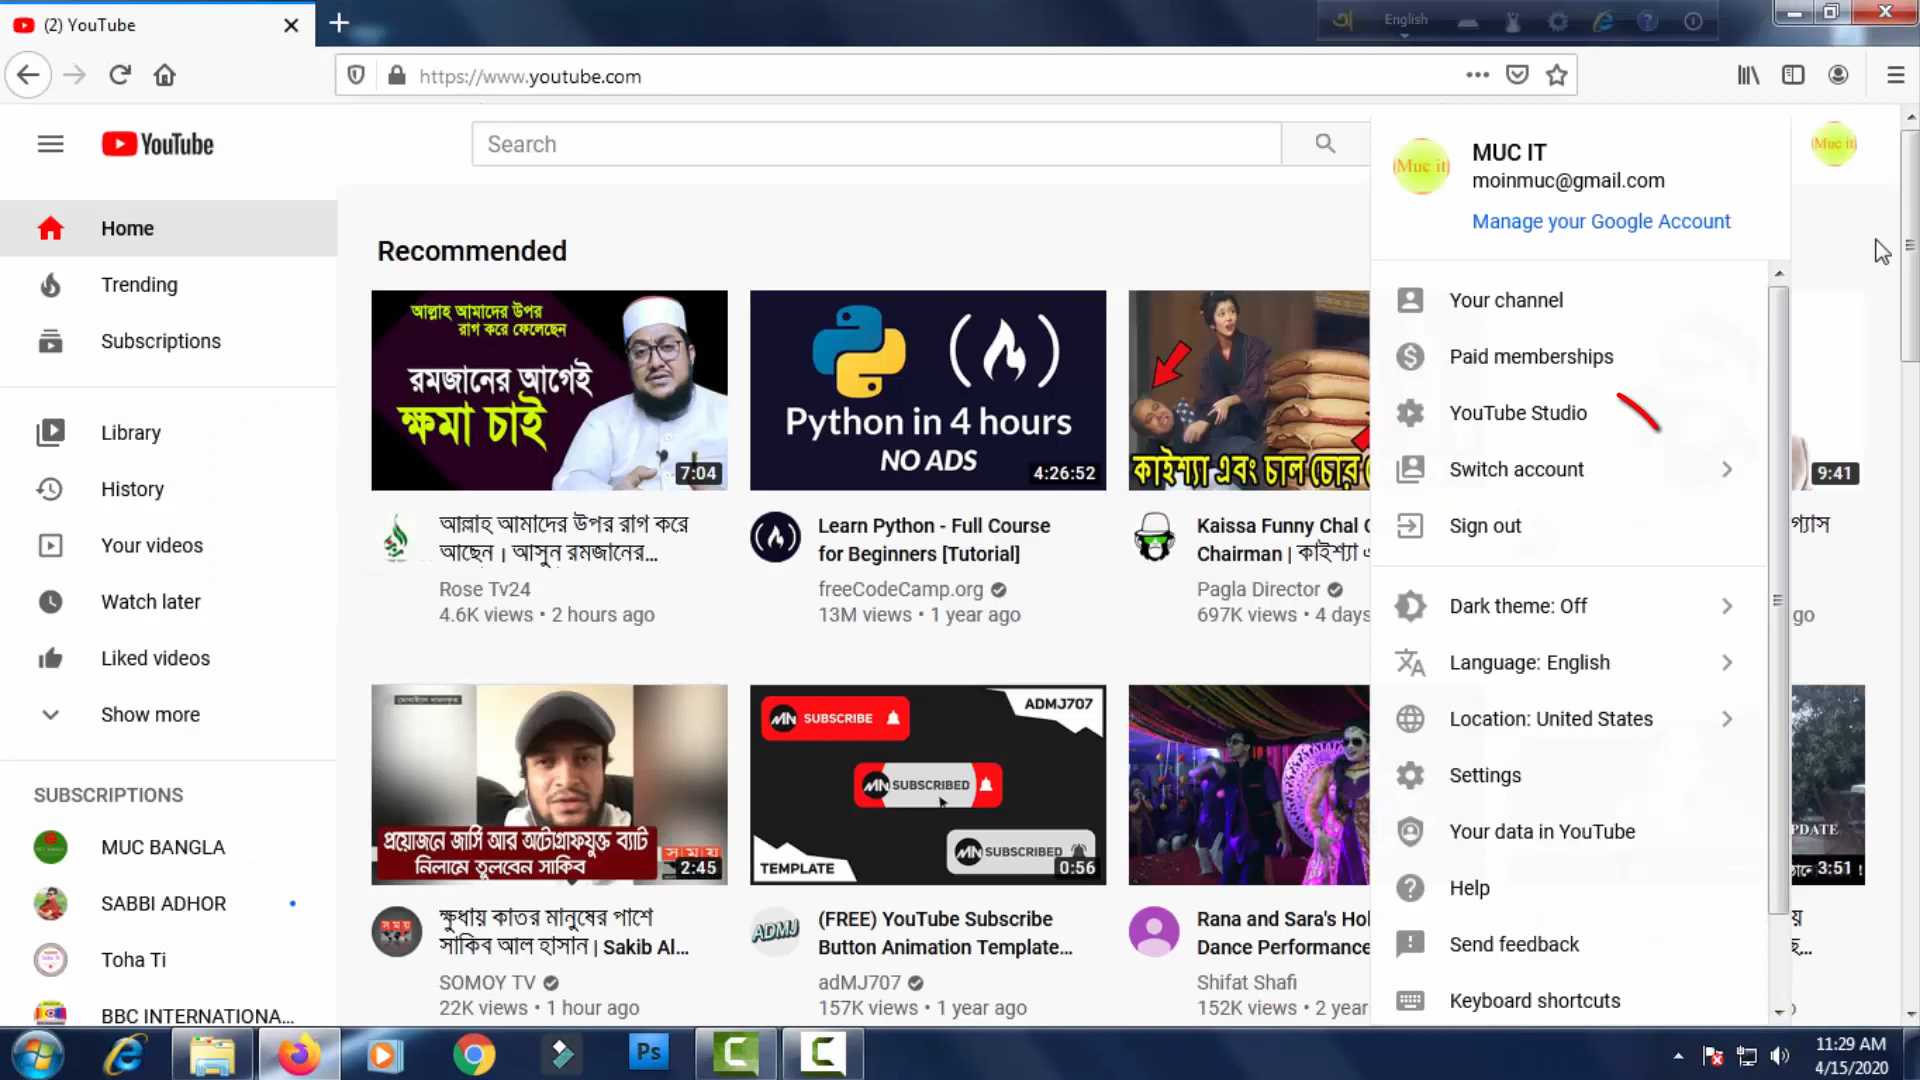 (2) YouTube
English
https://www.youtube.com
YouTube
Search
MUC IT
moinmuc@gmail.com
Manage your Google Account
(Muc it)
(Muc it)
Home
Trending
Subscriptions
Library
History
Your videos
Watch later
Liked videos
Show more
SUBSCRIPTIONS
MUC BANGLA
SABBI ADHOR
Toha Ti
BBC INTERNATIONA...
Recommended
আল্লাহ আমাদের উপর
রাগ করে ফেলেছেন
রমজানের আগেই
ক্ষমা চাই
7:04
আল্লাহ আমাদের উপর রাগ করে
আছেন । আসুন রমজানের...
Rose Tv24
4.6K views • 2 hours ago
Python in 4 hours
NO ADS
4:26:52
Learn Python - Full Course
for Beginners [Tutorial]
freeCodeCamp.org
13M views • 1 year ago
কাইশ্যা এবং চাল চোর
Kaissa Funny Chal
Chairman | কাইশ্যা
Pagla Director
697K views • 4 days
9:41
গ্যাস
go
প্রয়োজনে জার্সি আর অটোগ্রাফযুক্ত ব্যাট
নিলামে তুলবেন সাকিব
সময়
2:45
ক্ষুধায় কাতর মানুষের পাশে
সাকিব আল হাসান | Sakib Al...
SOMOY TV
22K views • 1 hour ago
ADMJ707
SUBSCRIBE
SUBSCRIBED
SUBSCRIBED
TEMPLATE
0:56
ADMJ
(FREE) YouTube Subscribe
Button Animation Template...
adMJ707
157K views • 1 year ago
Rana and Sara's Hol
Dance Performance
Shifat Shafi
152K views • 2 year
PDATE
3:51
Your channel
Paid memberships
YouTube Studio
Switch account
Sign out
Dark theme: Off
Language: English
Location: United States
Settings
Your data in YouTube
Help
Send feedback
Keyboard shortcuts
Ps
11:29 AM
4/15/2020